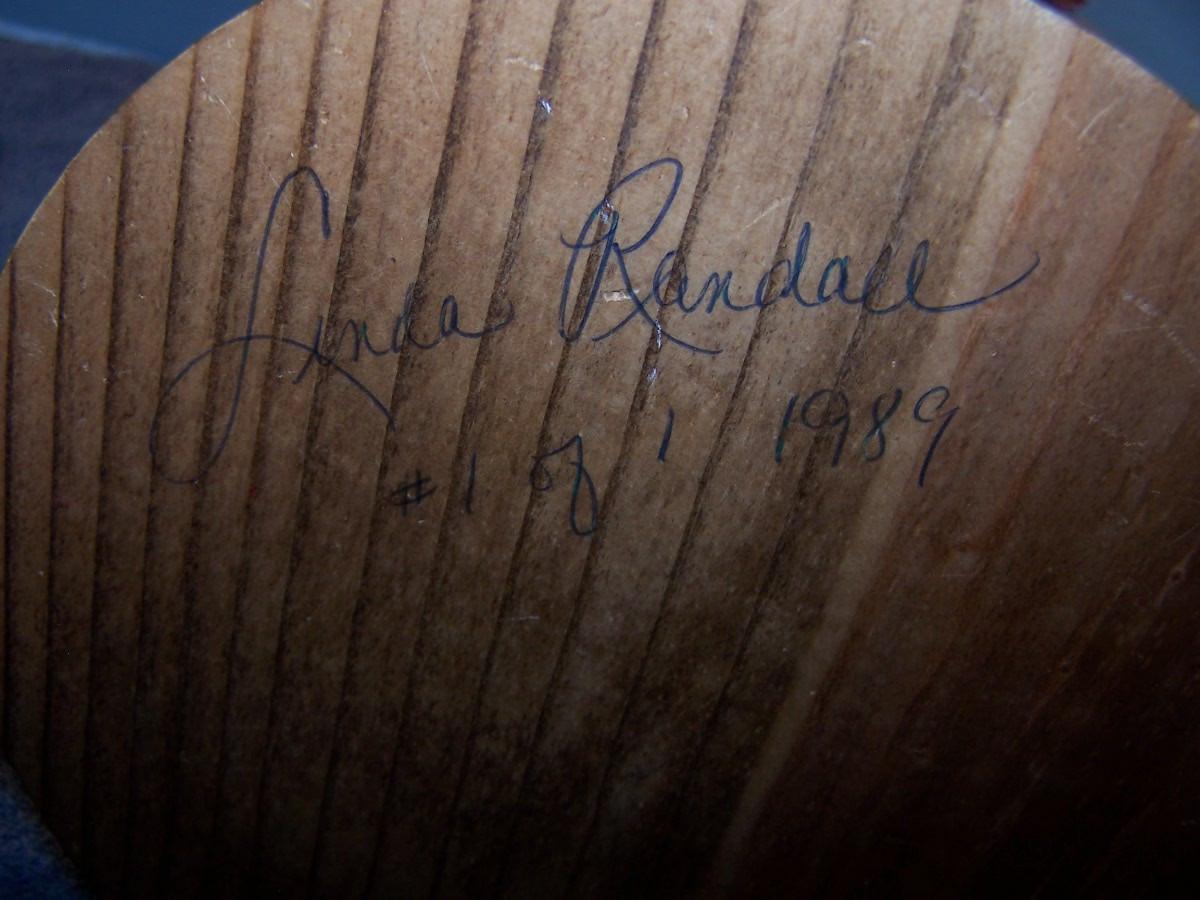 Linda Randall
#1 of 1 1989